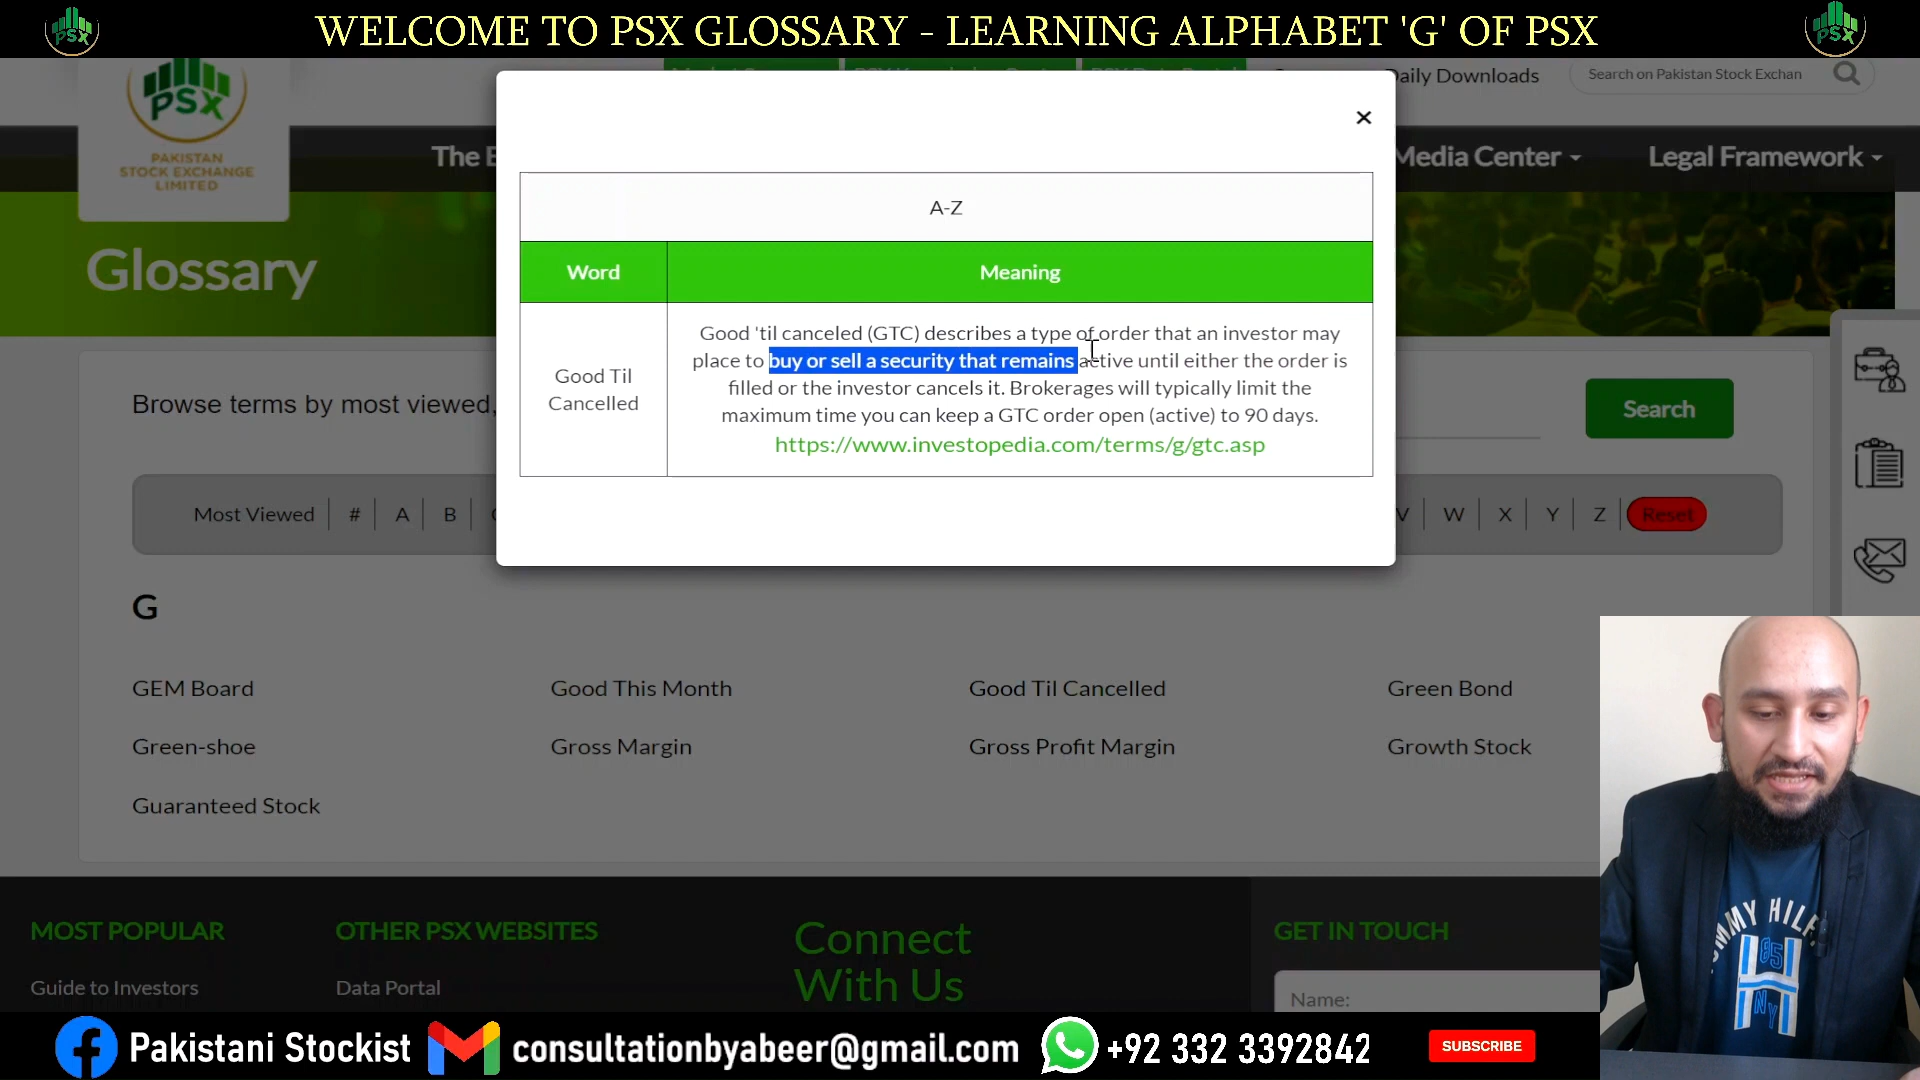 WELCOME TO PSX GLOSSARY - LEARNING ALPHABET 'G' OF PSX
PSX
PSX
Daily Downloads
Search on Pakistan Stock Exchan
PSX
PAKISTAN
STOCK EXCHANGE
LIMITED
The E
Media Center
Legal Framework
Glossary
×
A-Z
Word
Meaning
Good Til
Cancelled
Good 'til canceled (GTC) describes a type of order that an investor may
place to buy or sell a security that remains active until either the order is
filled or the investor cancels it. Brokerages will typically limit the
maximum time you can keep a GTC order open (active) to 90 days.
https://www.investopedia.com/terms/g/gtc.asp
Browse terms by most viewed,
Search
Most Viewed # A B V W X Y Z Reset
G
GEM Board
Good This Month
Good Til Cancelled
Green Bond
Green-shoe
Gross Margin
Gross Profit Margin
Growth Stock
Guaranteed Stock
MOST POPULAR
OTHER PSX WEBSITES
Connect
With Us
GET IN TOUCH
Guide to Investors
Data Portal
Name:
Pakistani Stockist
consultationbyabeer@gmail.com
+92 332 3392842
SUBSCRIBE